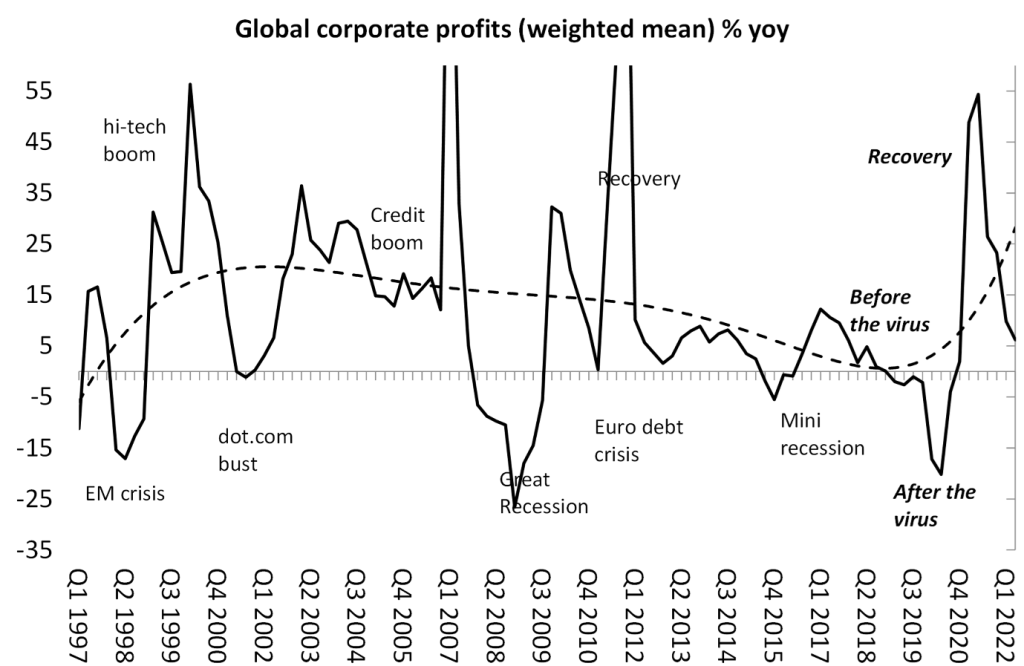 Global corporate profits (weighted mean) % yoy
55
45
35
25
15
5
-5
-15
-25
-35
hi-tech
boom
Credit
boom
Recovery
Recovery
Before
the virus
dot.com
bust
EM crisis
Great
Recession
Euro debt
crisis
Mini
recession
After the
virus
Q1 1997
Q2 1998
Q3 1999
Q4 2000
Q1 2002
Q2 2003
Q3 2004
Q4 2005
Q1 2007
Q2 2008
Q3 2009
Q4 2010
Q1 2012
Q2 2013
Q3 2014
Q4 2015
Q1 2017
Q2 2018
Q3 2019
Q4 2020
Q1 2022